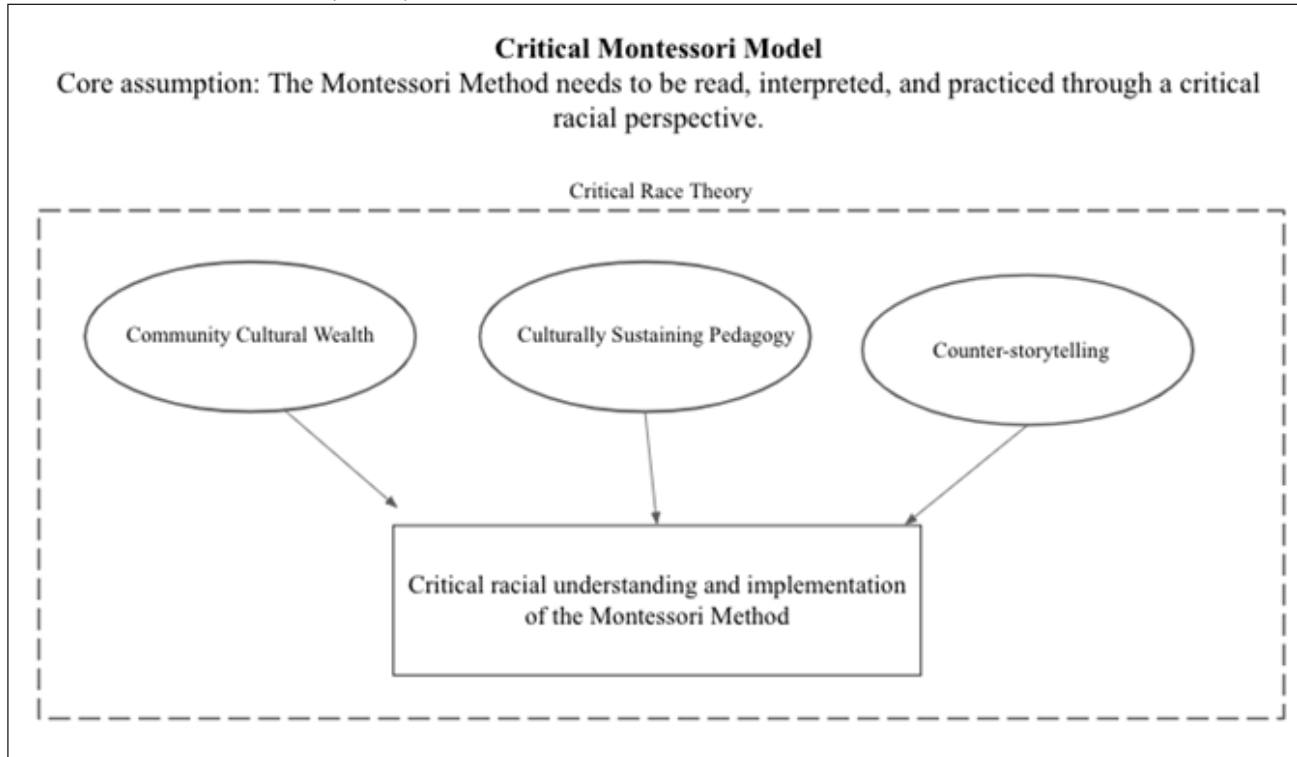 Critical Montessori Model
Core assumption: The Montessori Method needs to be read, interpreted, and practiced through a critical
racial perspective.
Critical Race Theory
Community Cultural Wealth
Culturally Sustaining Pedagogy
Counter-storytelling
Critical racial understanding and implementation
of the Montessori Method